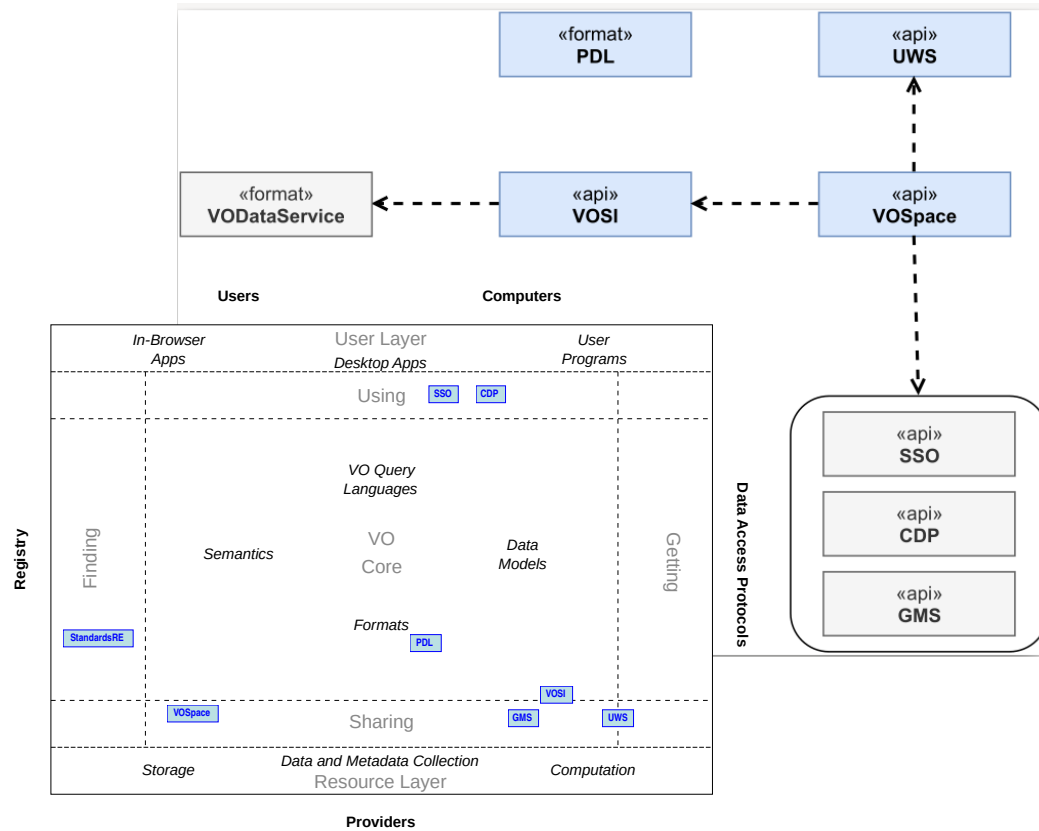 «format»
PDL
«api»
UWS
«format»
VODataService
«api»
VOSI
«api»
VOSpace
Users
Computers
In-Browser
Apps
User Layer
Desktop Apps
User
Programs
Using
SSO
CDP
«api»
SSO
«api»
CDP
«api»
GMS
VO Query
Languages
Registry
Finding
Semantics
VO
Core
Data
Models
Getting
Data Access Protocols
Formats
StandardsRE
PDL
VOSI
VOSpace
Sharing
GMS
UWS
Storage
Data and Metadata Collection
Computation
Resource Layer
Providers